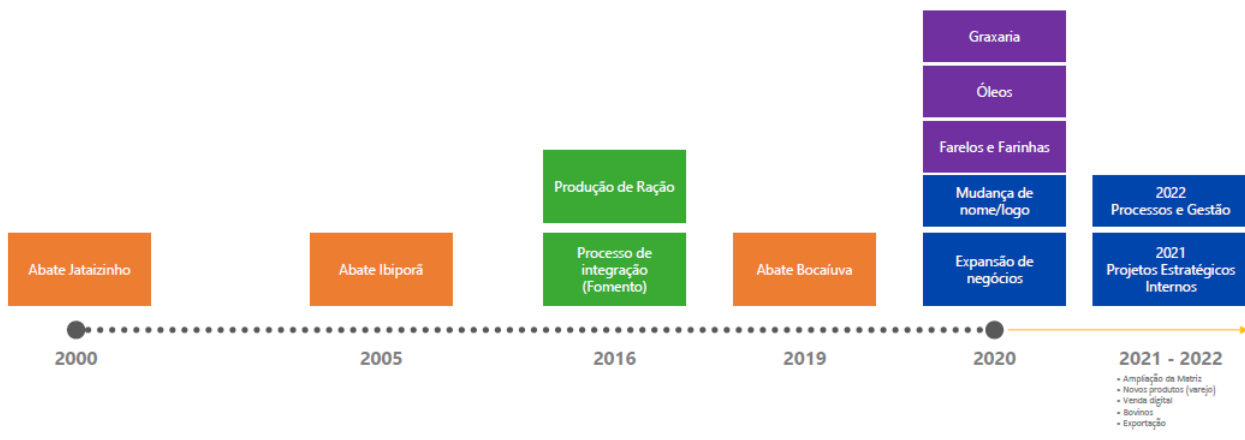 Graxaria
Óleos
Farelos e Farinhas
Produção de Ração
Mudança de
nome/logo
2022
Processos e Gestão
Abate Jataizinho
Abate Ibiporã
Processo de
integração
(Fomento)
Abate Bocaíuva
Expansão de
negócios
2021
Projetos Estratégicos
Internos
2000
2005
2016
2019
2020
2021 - 2022
• Ampliação da Matriz
• Novos produtos (varejo)
• Venda digital
• Bovinos
• Exportação